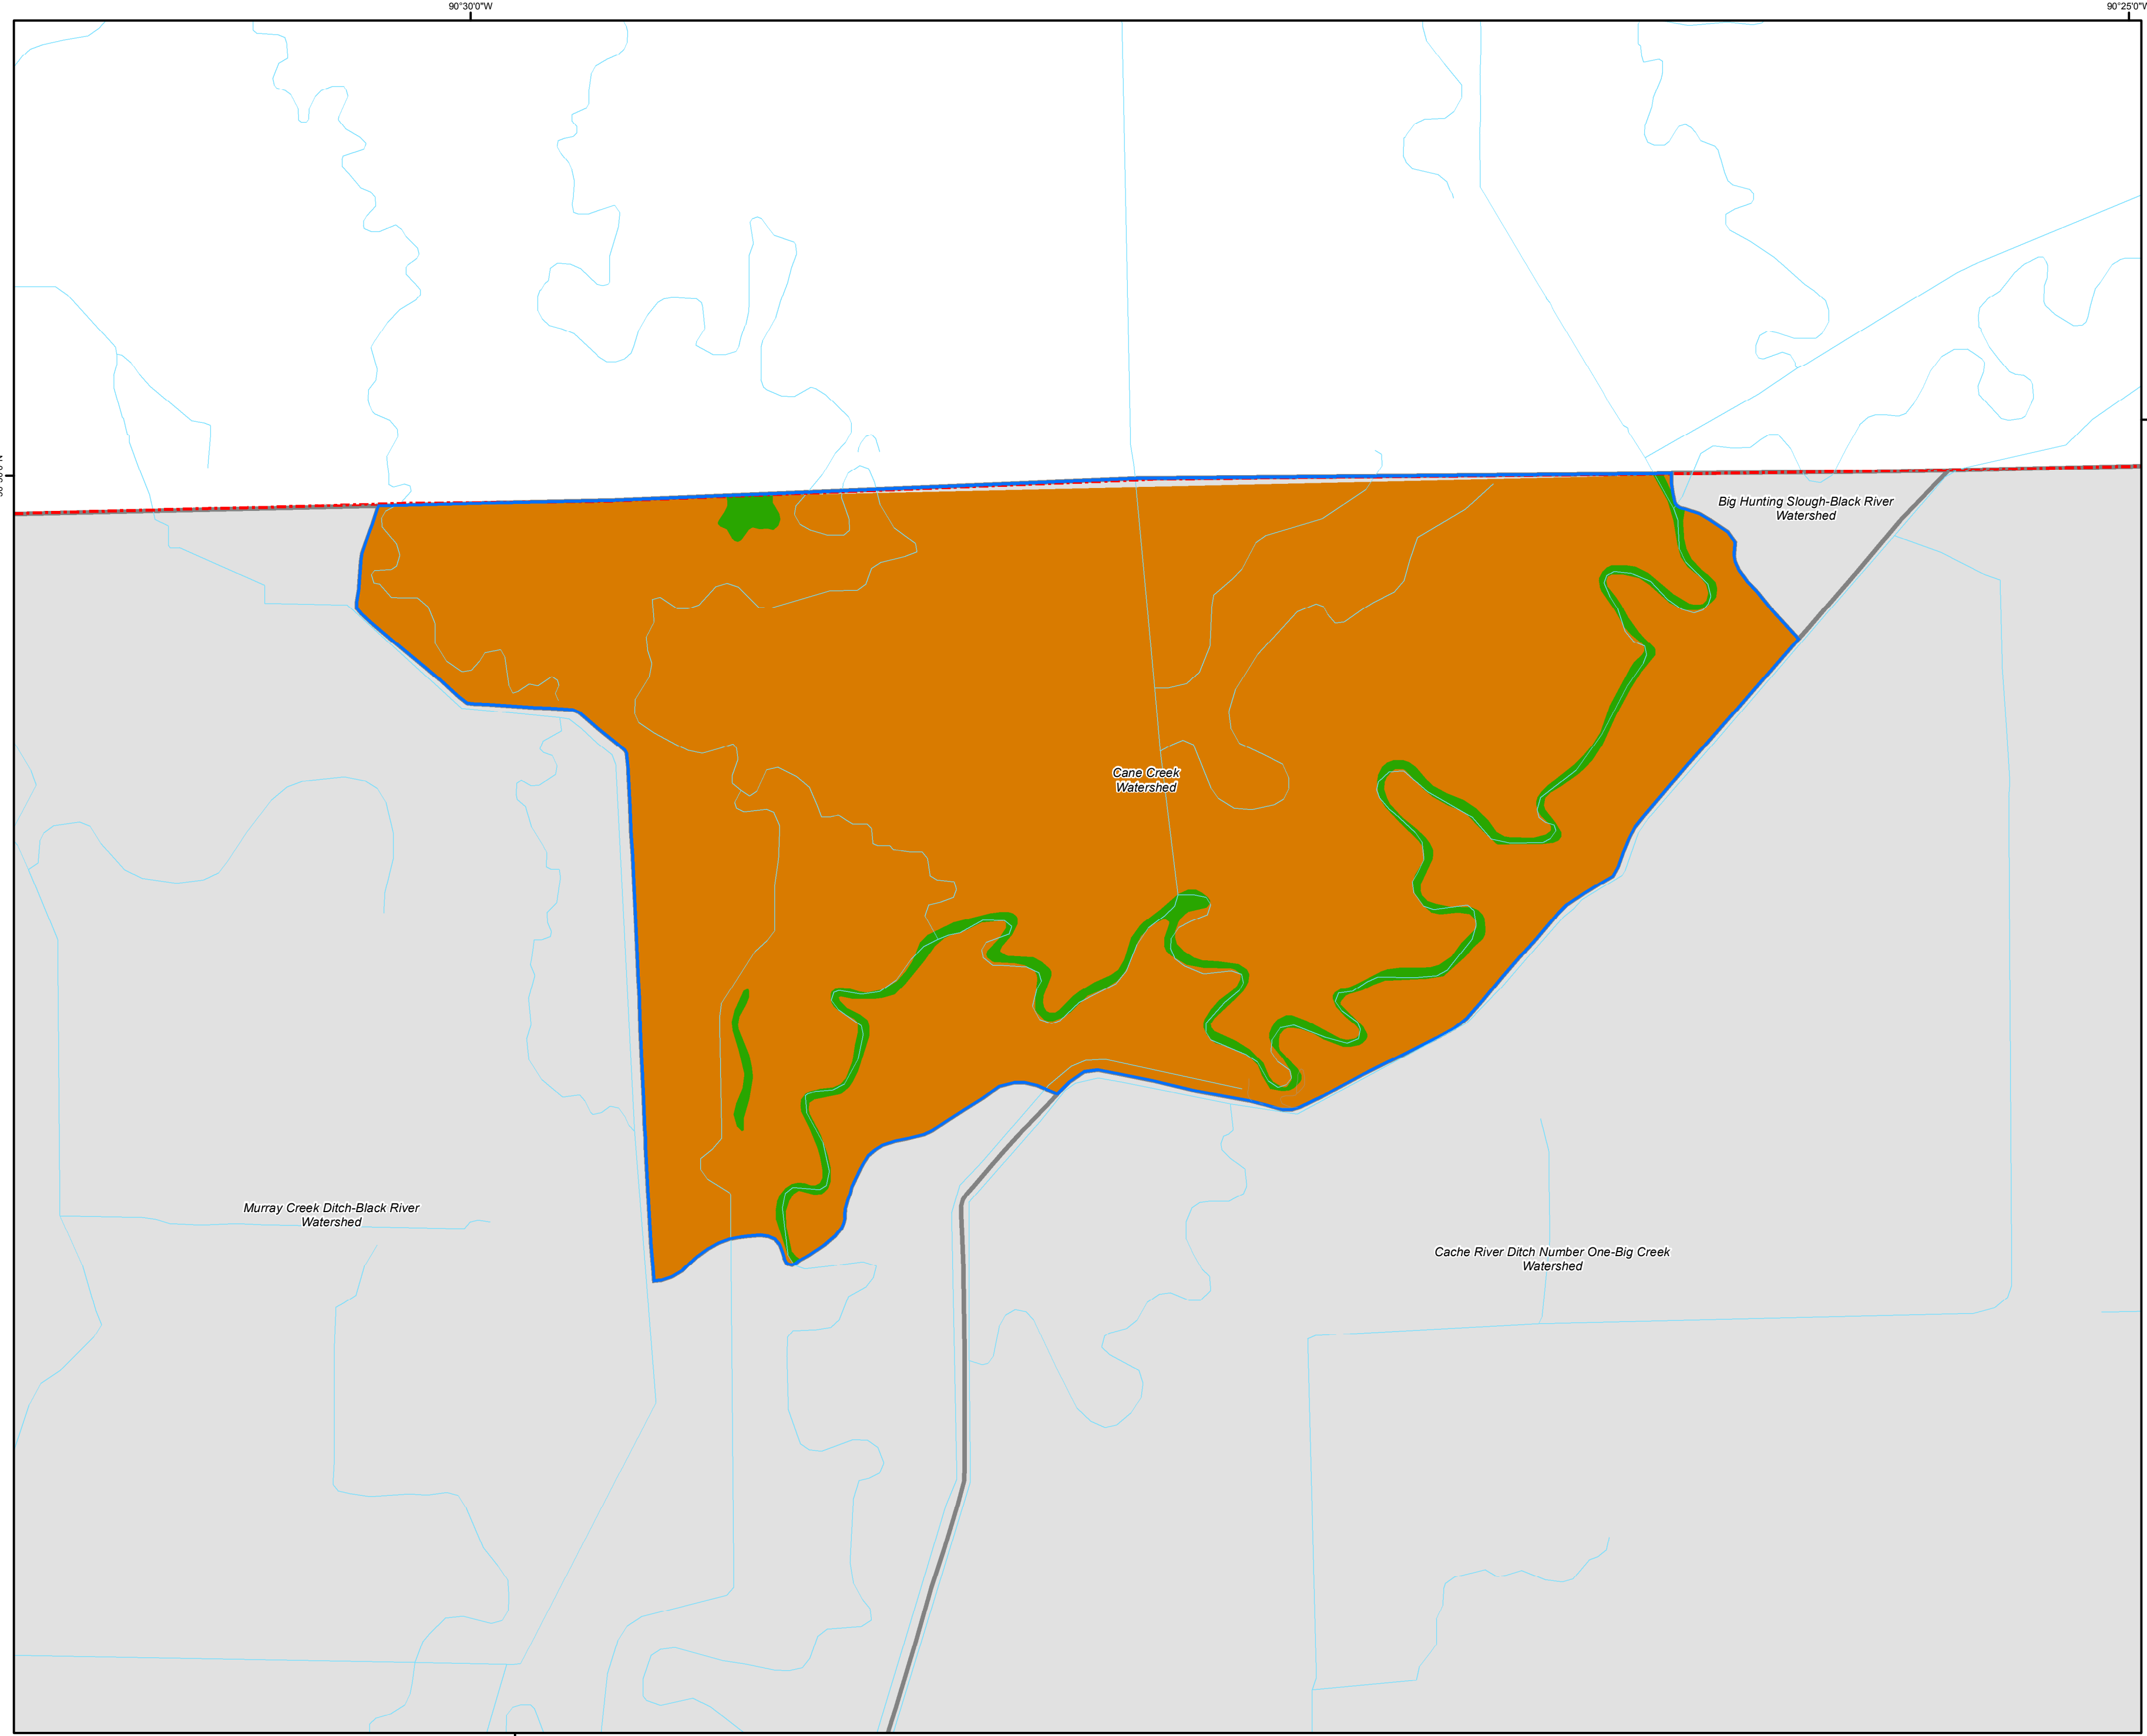 90°30'0"W
90°25'0"W
Big Hunting Slough-Black River
Watershed
Cane Creek
Watershed
Murray Creek Ditch-Black River
Watershed
Cache River Ditch Number One-Big Creek
Watershed